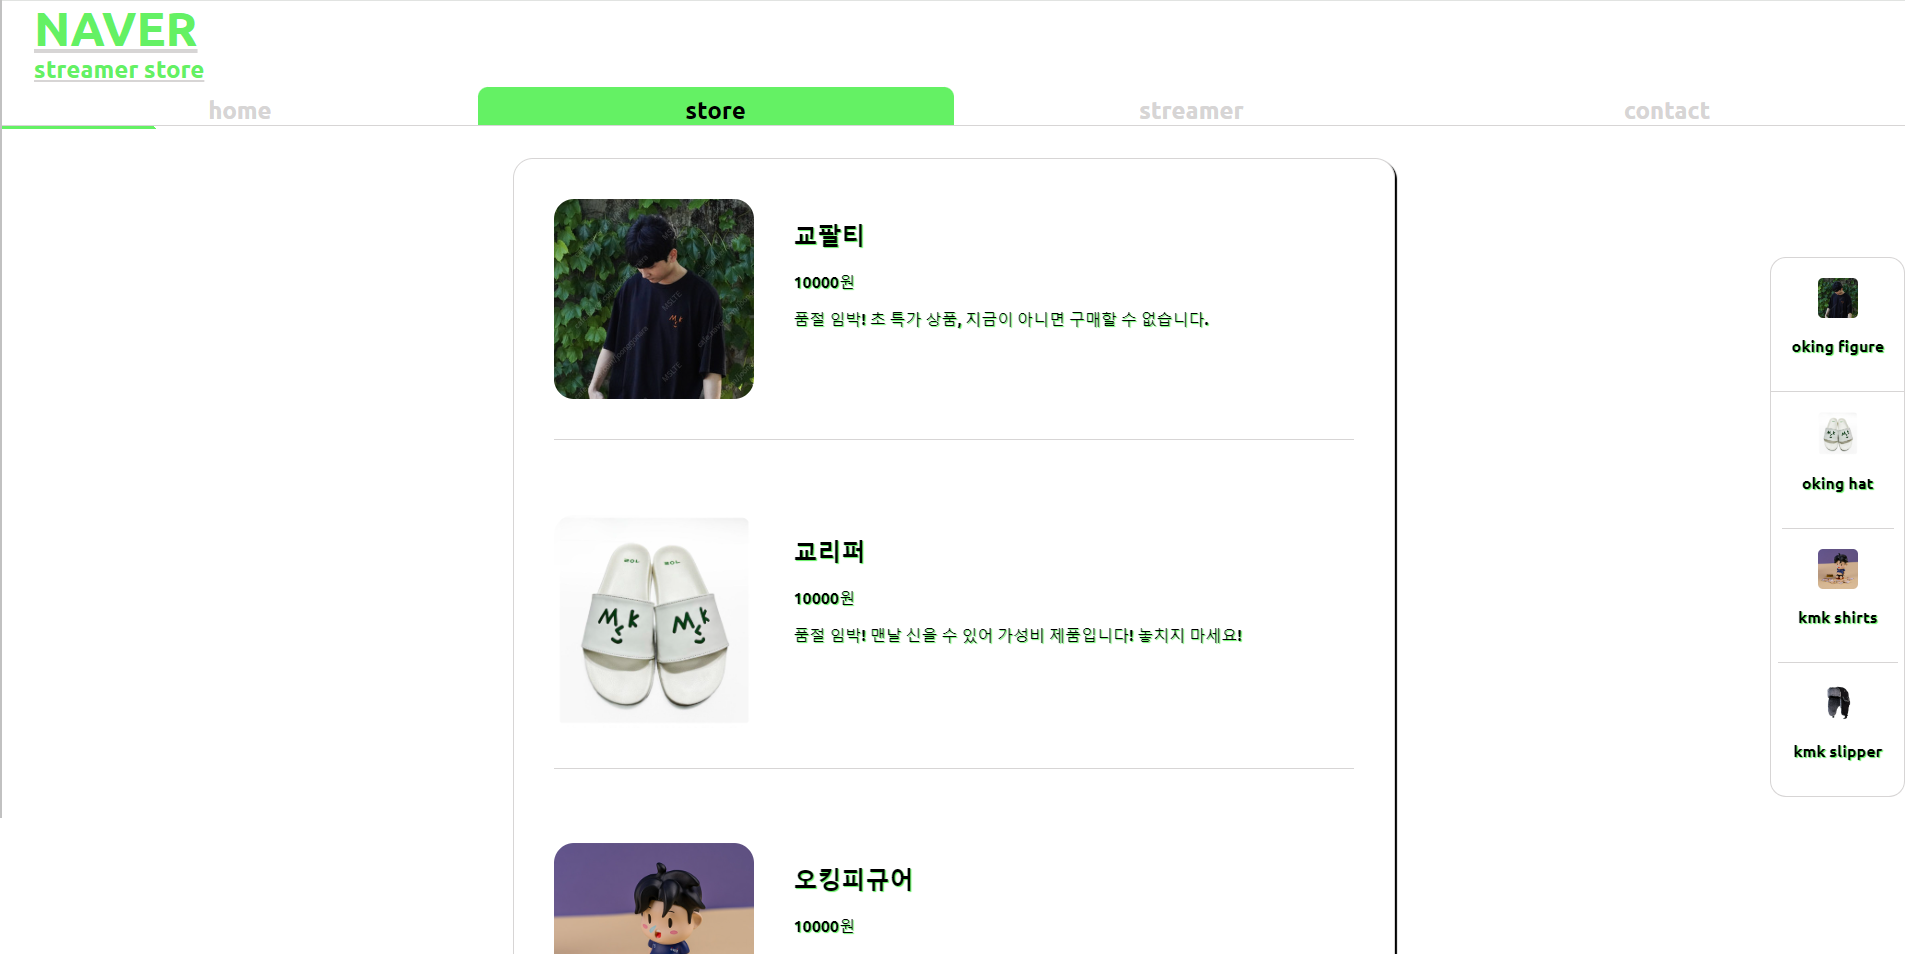 NAVER
streamer store
home
store
streamer
contact
교팔티
10000원
품절 임박! 초 특가 상품, 지금이 아니면 구매할 수 없습니다.
교리퍼
10000원
품절 임박! 맨날 신을 수 있어 가성비 제품입니다! 놓치지 마세요!
오킹피규어
10000원
oking figure
oking hat
kmk shirts
kmk slipper